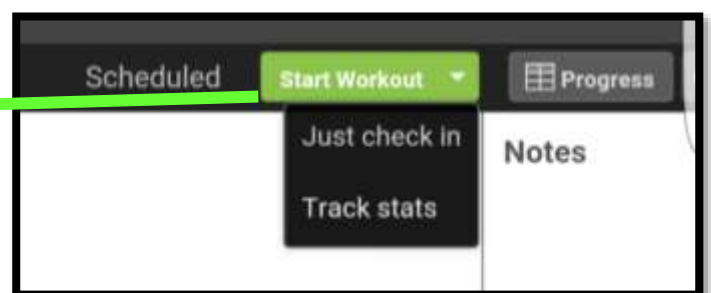 Scheduled Start Workout Progress
Just check in
Notes
Track stats